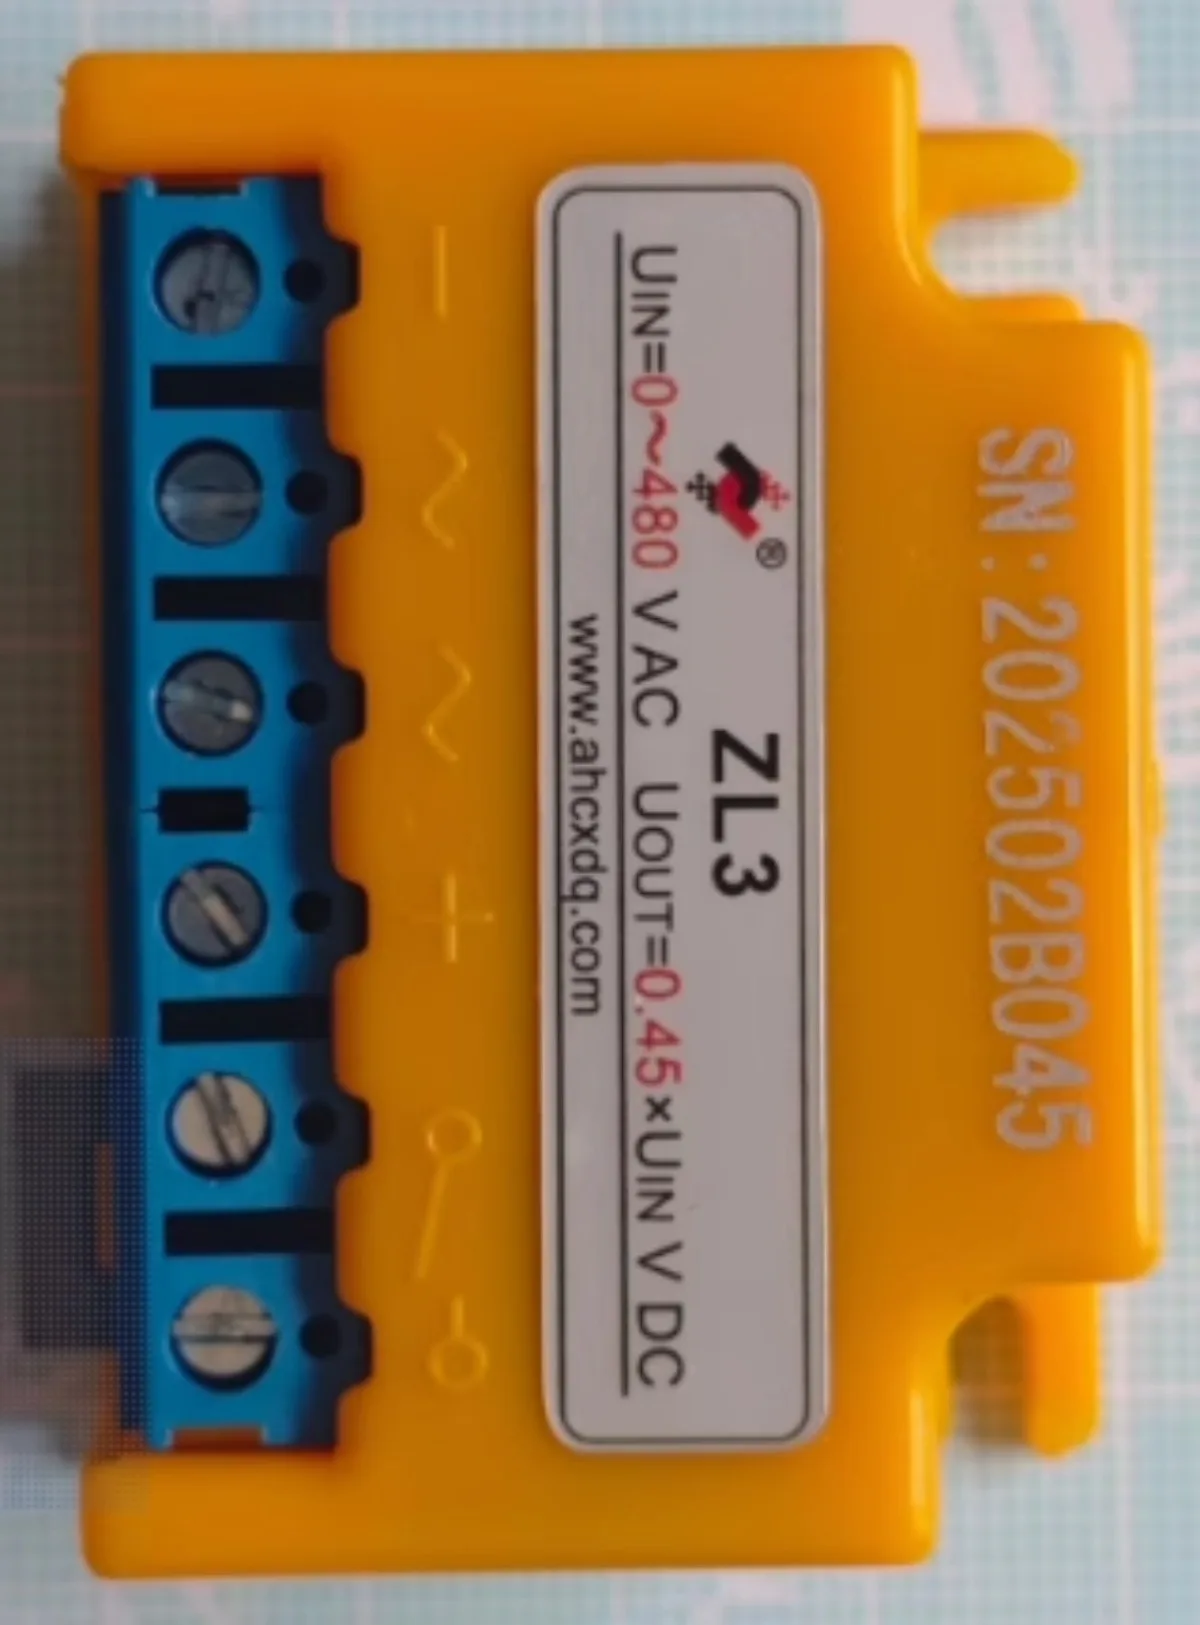 ZL3
®
UIN=0~480 V AC UOUT=0.45×UIN V DC
www.ahcxdq.com
SN:202502B045